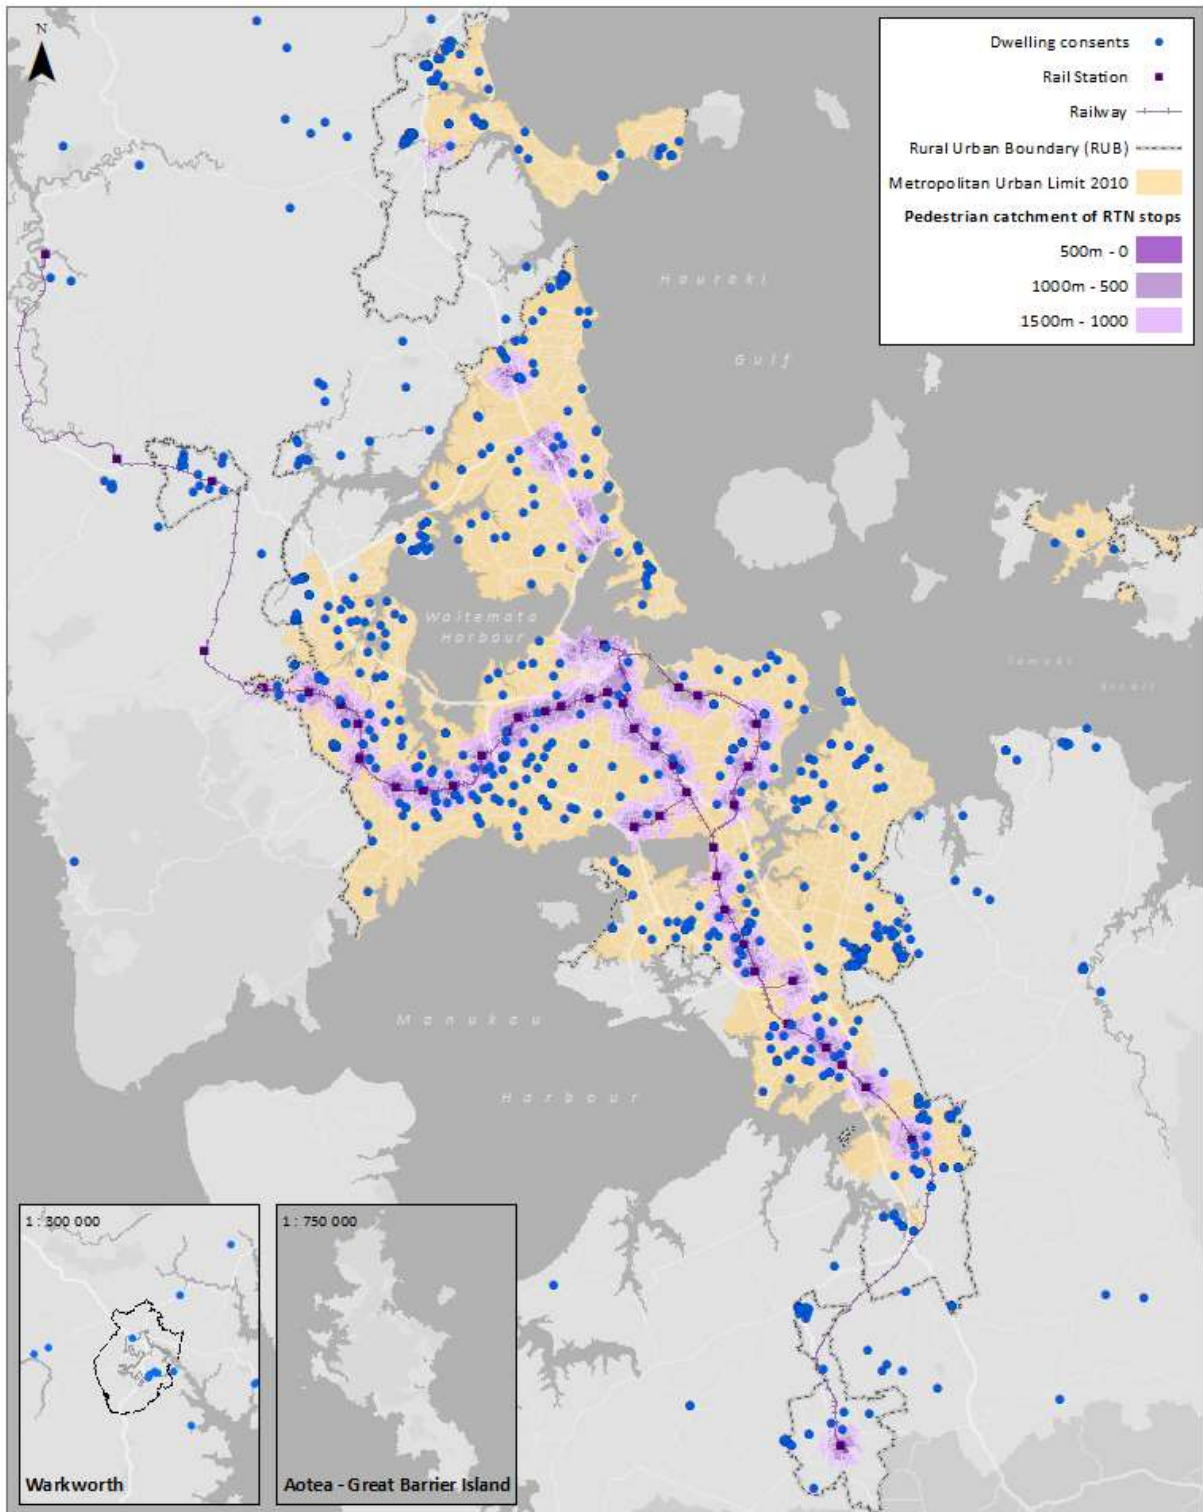 N
Dwelling consents
Rail Station
Railway
Rural Urban Boundary (RUB)
Metropolitan Urban Limit 2010
Pedestrian catchment of RTN stops
500m - 0
1000m - 500
1500m - 1000
Hauraki
Gulf
Waitemata
Harbour
Tamaki
Strait
Manukau
Harbour
1 : 300 000
Warkworth
1 : 750 000
Aotea - Great Barrier Island